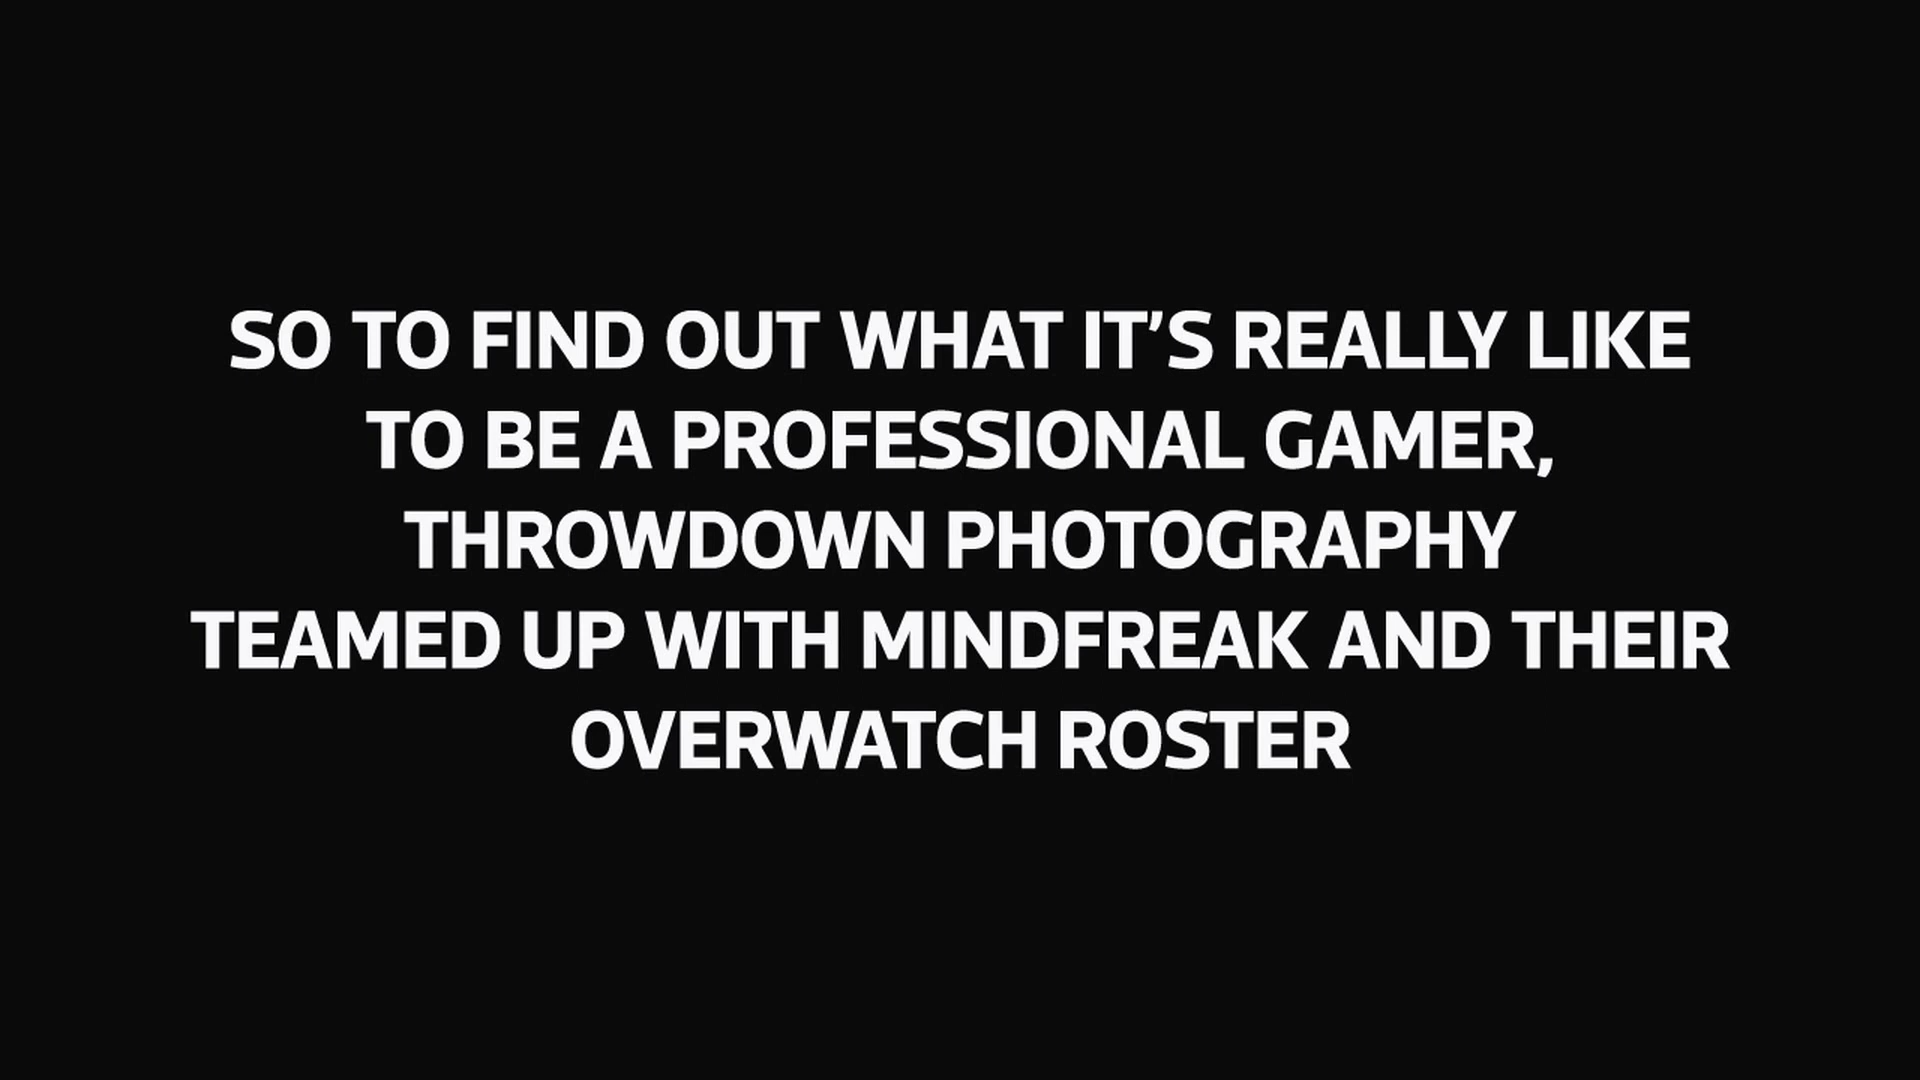 SO TO FIND OUT WHAT IT’S REALLY LIKE
TO BE A PROFESSIONAL GAMER,
THROWDOWN PHOTOGRAPHY
TEAMED UP WITH MINDFREAK AND THEIR
OVERWATCH ROSTER